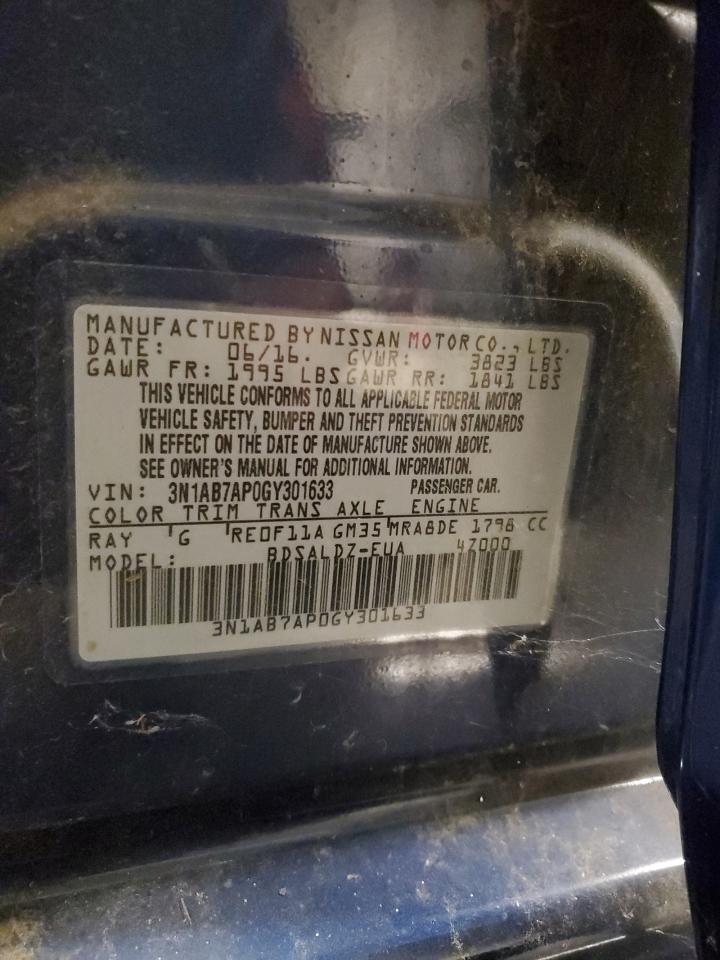 MANUFACTURED BY NISSAN MOTOR CO., LTD.
DATE: 06/16. GVWR: 3823 LBS
GAWR FR: 1995 LBS GAWR RR: 1841 LBS
THIS VEHICLE CONFORMS TO ALL APPLICABLE FEDERAL MOTOR
VEHICLE SAFETY, BUMPER AND THEFT PREVENTION STANDARDS
IN EFFECT ON THE DATE OF MANUFACTURE SHOWN ABOVE.
SEE OWNER'S MANUAL FOR ADDITIONAL INFORMATION.
VIN: 3N1AB7AP0GY301633 PASSENGER CAR.
COLOR TRIM TRANS AXLE ENGINE
RAY G RE0F11A GM35 MRA8DE 1798 CC
MODEL: BDSALDZ-EUA 47000
3N1AB7AP0GY301633